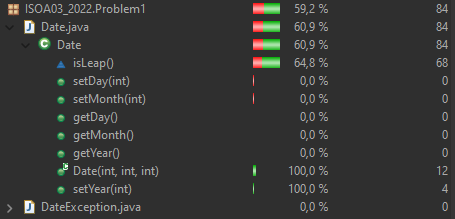 ISOA03_2022.Problem1 59,2 % 84
Date.java 60,9 % 84
Date 60,9 % 84
isLeap() 64,8 % 68
setDay(int) 0,0 % 0
setMonth(int) 0,0 % 0
getDay() 0,0 % 0
getMonth() 0,0 % 0
getYear() 0,0 % 0
Date(int, int, int) 100,0 % 12
setYear(int) 100,0 % 4
DateException.java 0,0 % 0